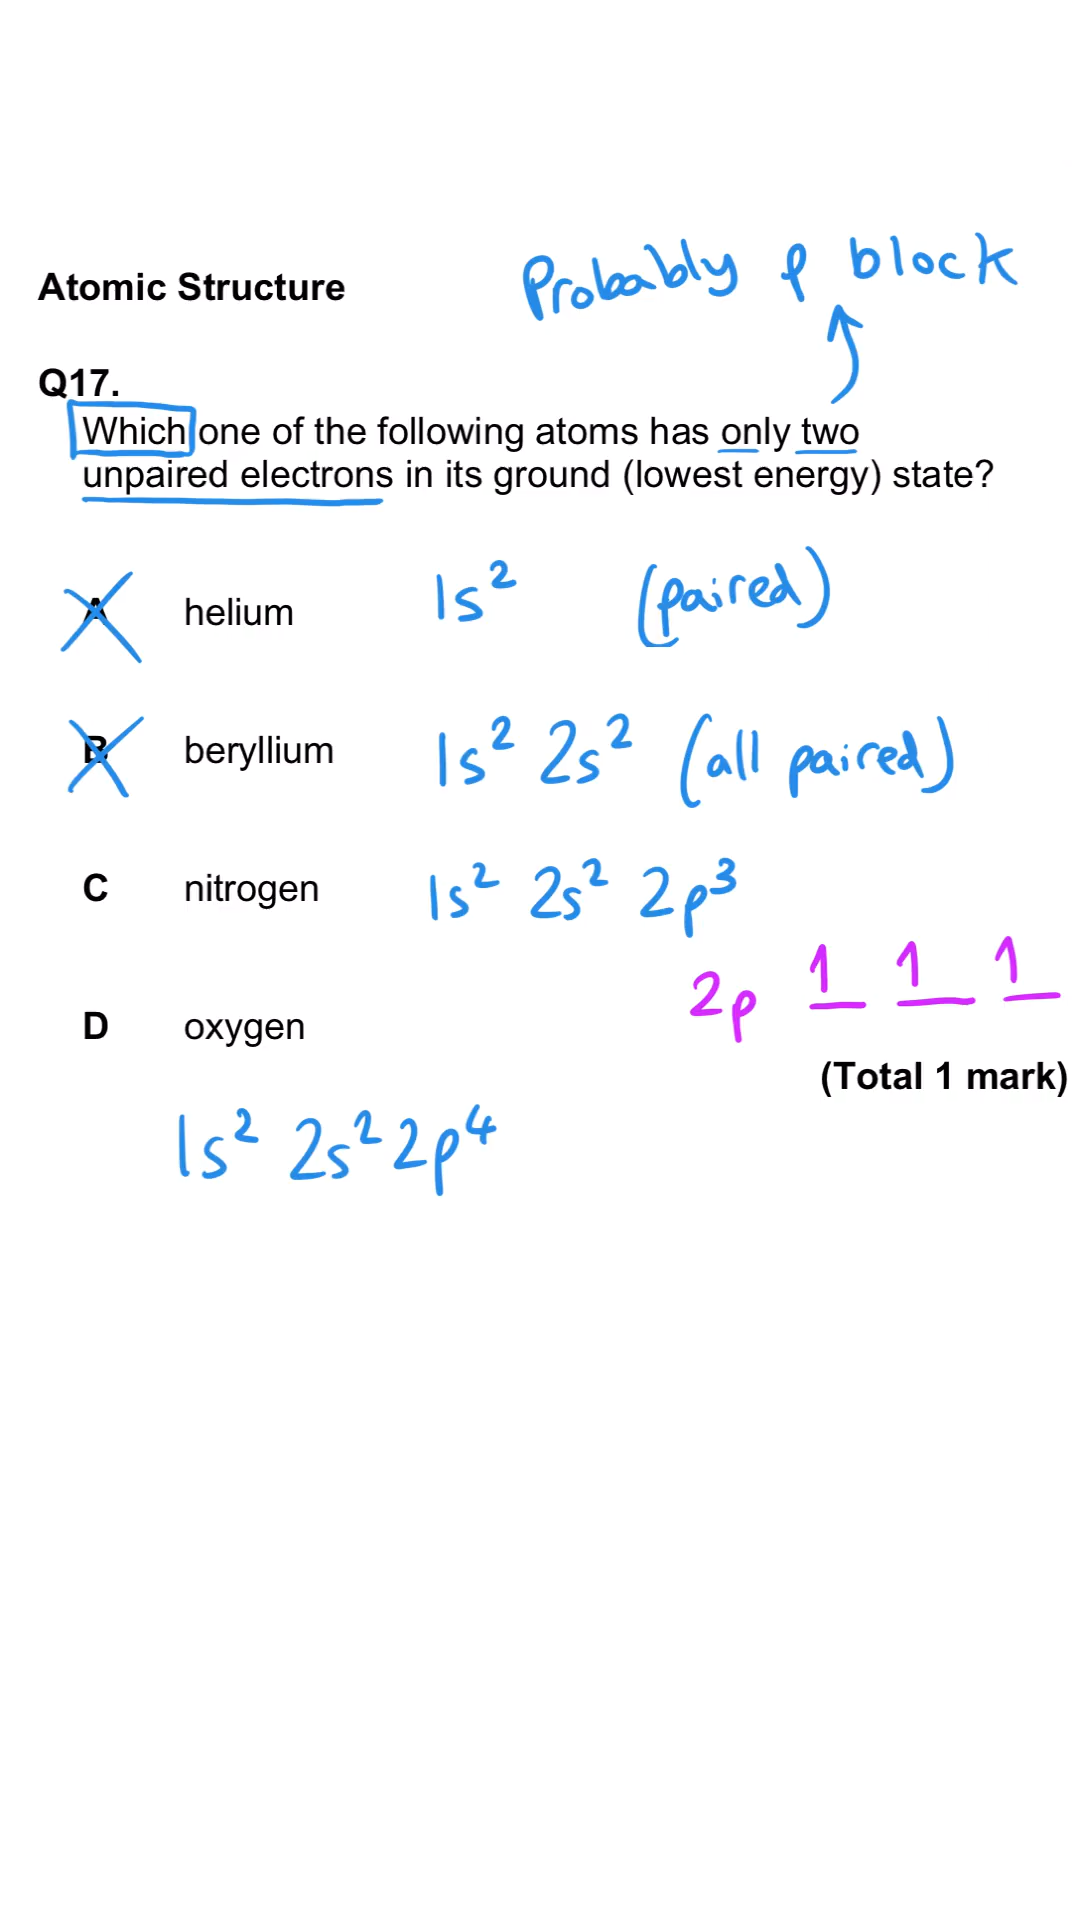 Probably p block
Atomic Structure
Q17.
Which one of the following atoms has only two
unpaired electrons in its ground (lowest energy) state?
A helium 1s² (paired)
B beryllium 1s² 2s² (all paired)
C nitrogen 1s² 2s² 2p³
2p 1 1 1
D oxygen
(Total 1 mark)
1s² 2s² 2p⁴